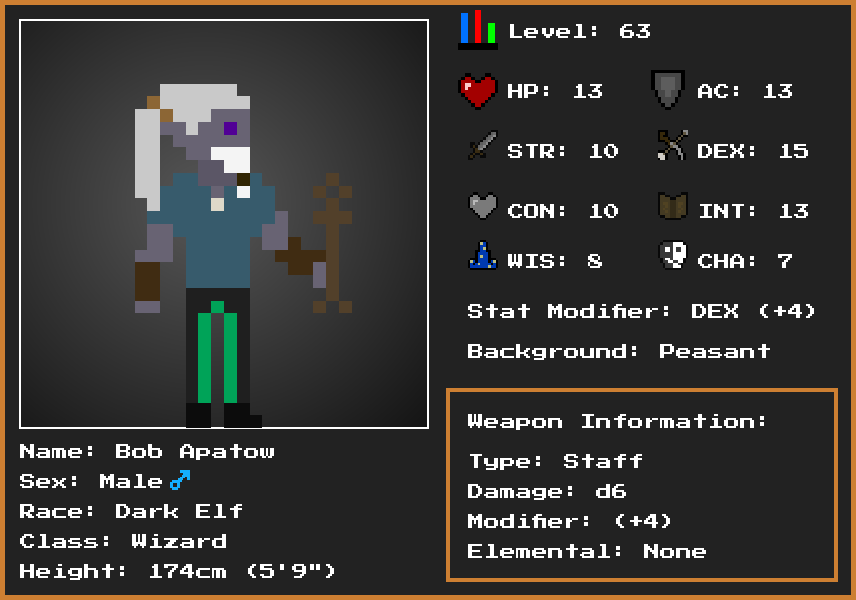 Level: 63
HP: 13
AC: 13
STR: 10
DEX: 15
CON: 10
INT: 13
WIS: 8
CHA: 7
Stat Modifier: DEX (+4)
Background: Peasant
Weapon Information:
Type: Staff
Damage: d6
Modifier: (+4)
Elemental: None
Name: Bob Apatow
Sex: Male♂
Race: Dark Elf
Class: Wizard
Height: 174cm (5'9")